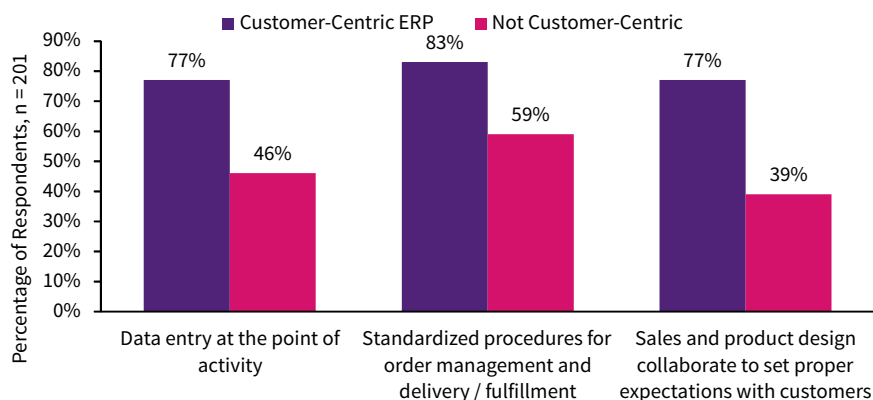 Customer-Centric ERP Not Customer-Centric
Percentage of Respondents, n = 201
90%
80%
70%
60%
50%
40%
30%
20%
10%
0%
77%
46%
83%
59%
77%
39%
Data entry at the point of
activity
Standardized procedures for
order management and
delivery / fulfillment
Sales and product design
collaborate to set proper
expectations with customers